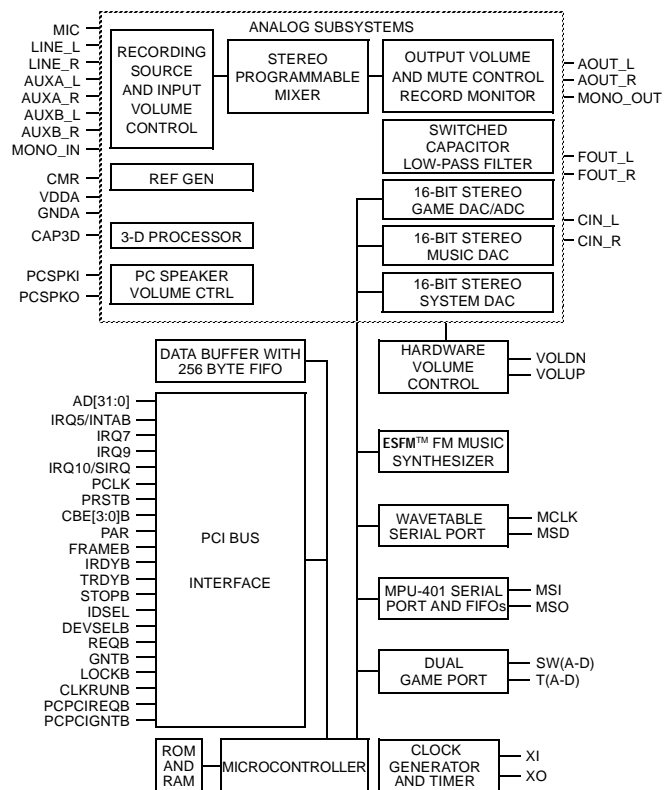 ANALOG SUBSYSTEMS
MIC
LINE_L
LINE_R
AUXA_L
AUXA_R
AUXB_L
AUXB_R
MONO_IN
RECORDING
SOURCE
AND INPUT
VOLUME
CONTROL
STEREO
PROGRAMMABLE
MIXER
OUTPUT VOLUME
AND MUTE CONTROL
RECORD MONITOR
AOUT_L
AOUT_R
MONO_OUT
SWITCHED
CAPACITOR
LOW-PASS FILTER
FOUT_L
FOUT_R
CMR
VDDA
GNDA
REF GEN
16-BIT STEREO
GAME DAC/ADC
CIN_L
CIN_R
CAP3D
3-D PROCESSOR
16-BIT STEREO
MUSIC DAC
PCSPKI
PCSPKO
PC SPEAKER
VOLUME CTRL
16-BIT STEREO
SYSTEM DAC
DATA BUFFER WITH
256 BYTE FIFO
HARDWARE
VOLUME
CONTROL
VOLDN
VOLUP
AD[31:0]
IRQ5/INTAB
IRQ7
IRQ9
IRQ10/SIRQ
PCLK
PRSTB
CBE[3:0]B
PAR
FRAMEB
IRDYB
TRDYB
STOPB
IDSEL
DEVSELB
REQB
GNTB
LOCKB
CLKRUNB
PCPCIREQB
PCPCIGNTB
PCI BUS
INTERFACE
ESFM™ FM MUSIC
SYNTHESIZER
WAVETABLE
SERIAL PORT
MCLK
MSD
MPU-401 SERIAL
PORT AND FIFOs
MSI
MSO
DUAL
GAME PORT
SW(A-D)
T(A-D)
ROM
AND
RAM
MICROCONTROLLER
CLOCK
GENERATOR
AND TIMER
XI
XO